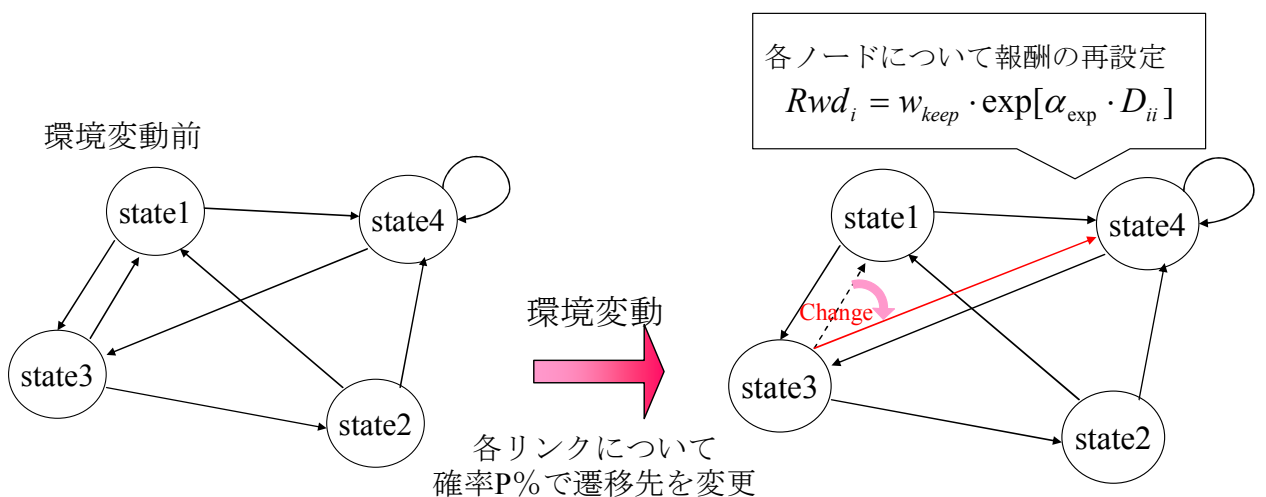 環境変動前
state1
state4
state3
state2
環境変動
各リンクについて
確率P%で遷移先を変更
各ノードについて報酬の再設定
Rwd_i = w_keep · exp[α_exp · D_ii]
state1
state4
Change
state3
state2